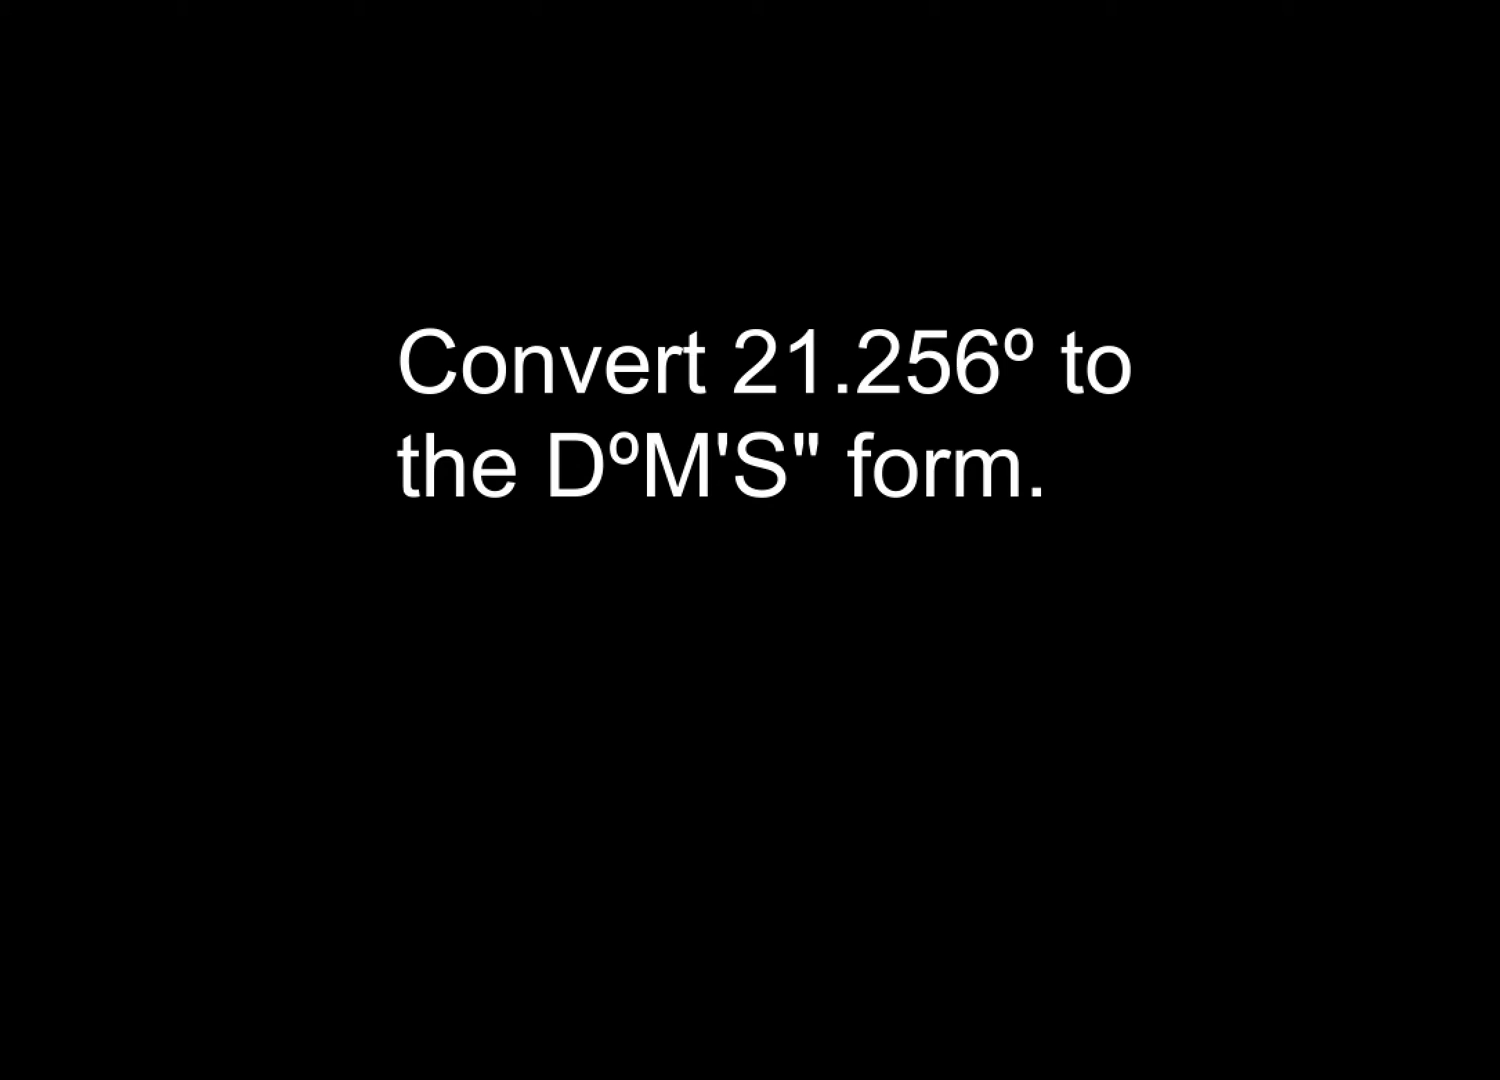 Convert 21.256º to
the DºM'S" form.